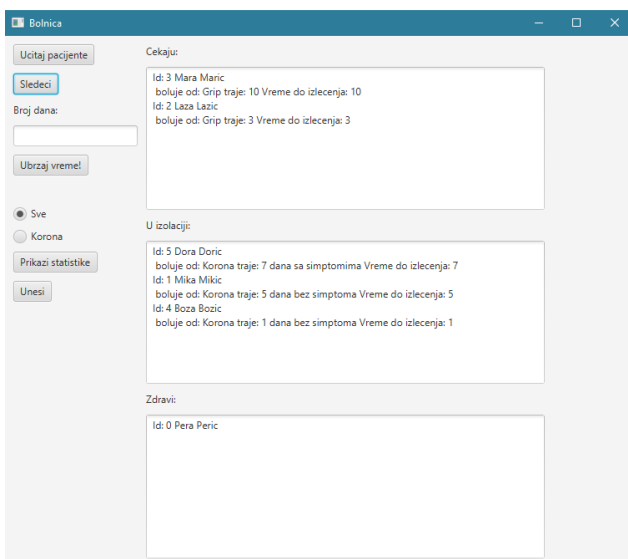 Bolnica
Ucitaj pacijente
Sledeci
Broj dana:
Ubrzaj vreme!
Sve
Korona
Prikazi statistike
Unesi
Cekaju:
Id: 3 Mara Maric
boluje od: Grip traje: 10 Vreme do izlecenja: 10
Id: 2 Laza Lazic
boluje od: Grip traje: 3 Vreme do izlecenja: 3
U izolaciji:
Id: 5 Dora Doric
boluje od: Korona traje: 7 dana sa simptomima Vreme do izlecenja: 7
Id: 1 Mika Mikic
boluje od: Korona traje: 5 dana bez simptoma Vreme do izlecenja: 5
Id: 4 Boza Bozic
boluje od: Korona traje: 1 dana bez simptoma Vreme do izlecenja: 1
Zdravi:
Id: 0 Pera Peric